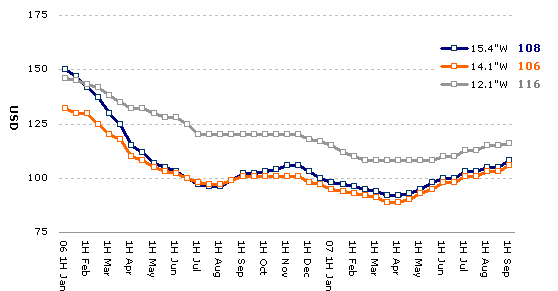 175
150
125
100
75
USD
15.4"W 108
14.1"W 106
12.1"W 116
06 1H Jan
1H Feb
1H Mar
1H Apr
1H May
1H Jun
1H Jul
1H Aug
1H Sep
1H Oct
1H Nov
1H Dec
07 1H Jan
1H Feb
1H Mar
1H Apr
1H May
1H Jun
1H Jul
1H Aug
1H Sep